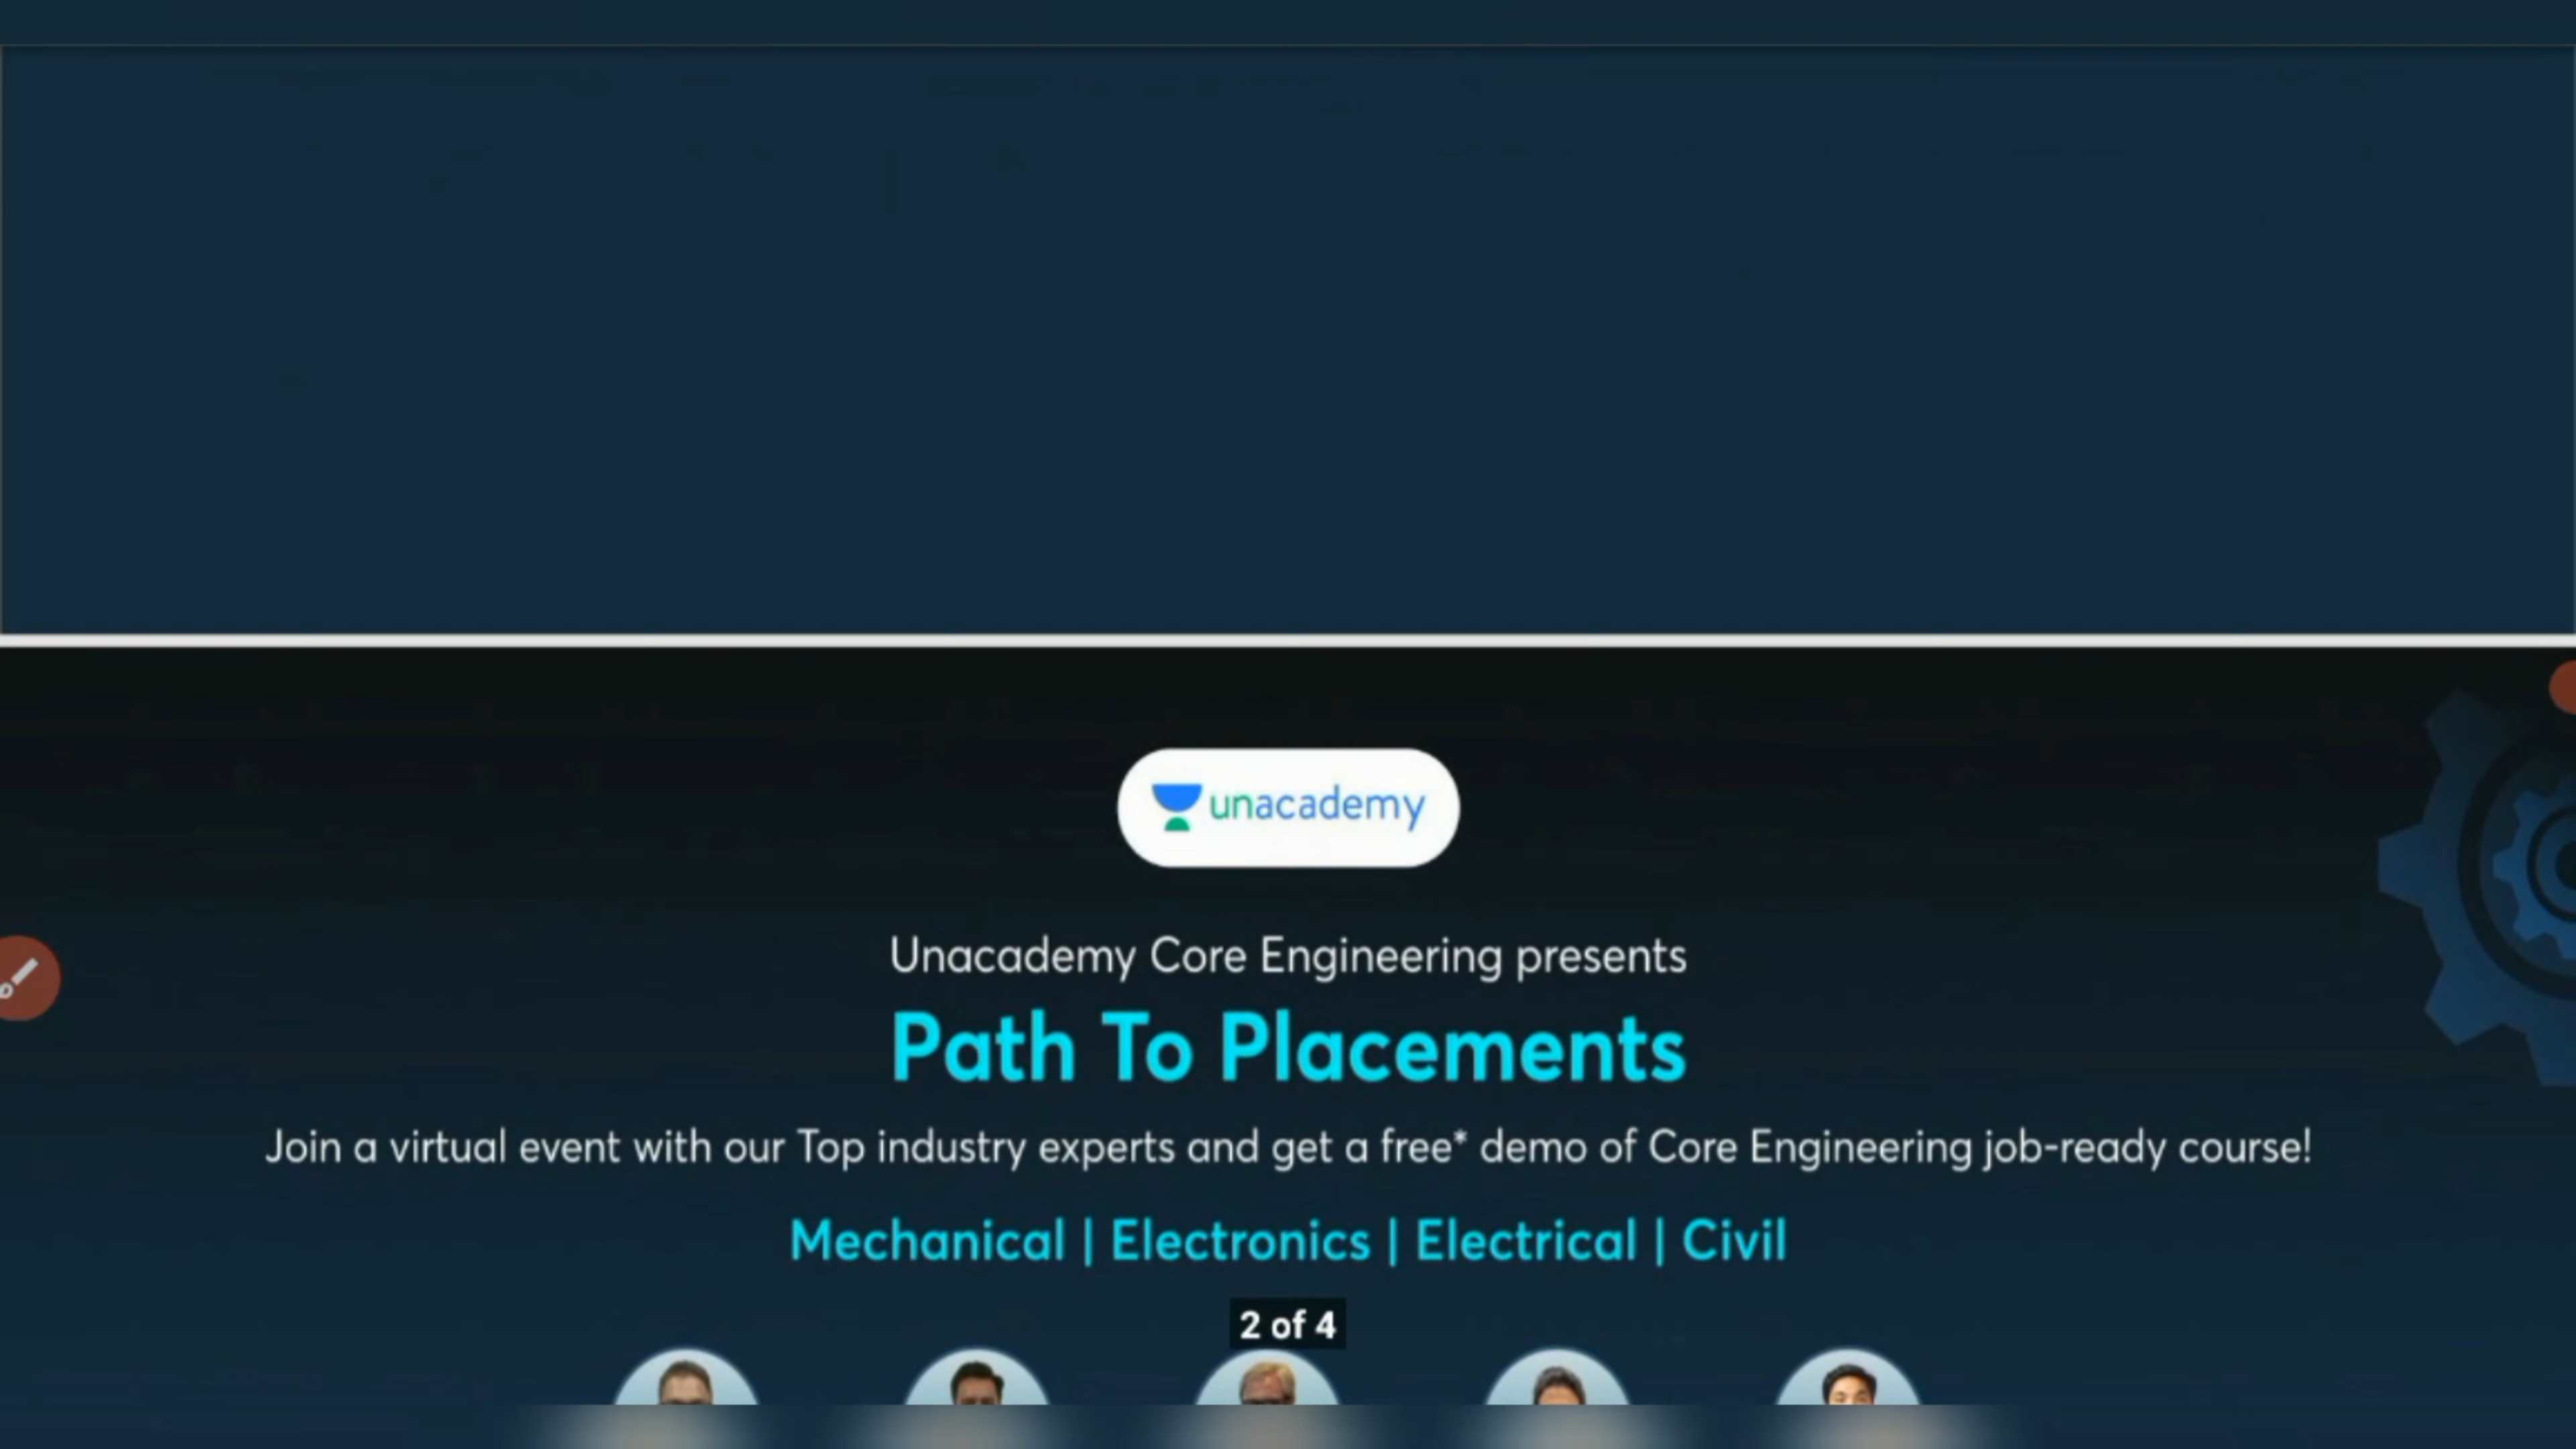 unacademy
Unacademy Core Engineering presents
Path To Placements
Join a virtual event with our Top industry experts and get a free* demo of Core Engineering job-ready course!
Mechanical | Electronics | Electrical | Civil
2 of 4